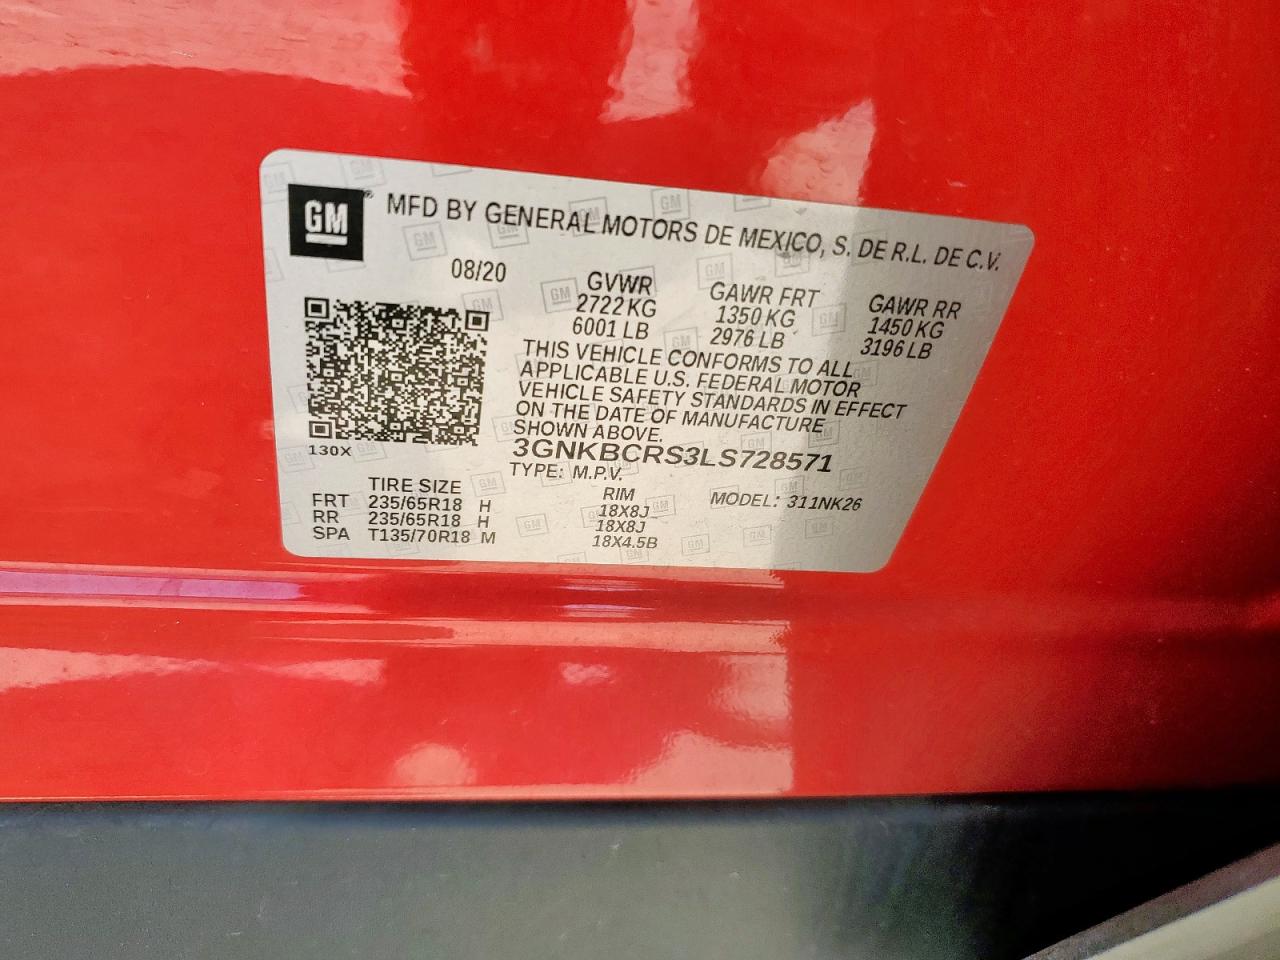 GM® MFD BY GENERAL MOTORS DE MEXICO, S. DE R.L. DE C.V.
08/20
GVWR GAWR FRT GAWR RR
2722 KG 1350 KG 1450 KG
6001 LB 2976 LB 3196 LB
THIS VEHICLE CONFORMS TO ALL
APPLICABLE U.S. FEDERAL MOTOR
VEHICLE SAFETY STANDARDS IN EFFECT
ON THE DATE OF MANUFACTURE
SHOWN ABOVE.
130X
3GNKBCRS3LS728571
TYPE: M.P.V.
TIRE SIZE RIM MODEL: 311NK26
FRT 235/65R18 H 18X8J
RR 235/65R18 H 18X8J
SPA T135/70R18 M 18X4.5B